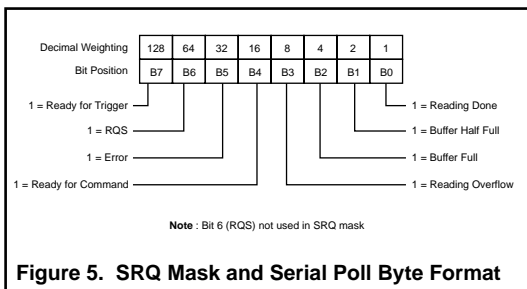 Decimal Weighting 128 64 32 16 8 4 2 1
Bit Position B7 B6 B5 B4 B3 B2 B1 B0
1 = Ready for Trigger 1 = Reading Done
1 = RQS 1 = Buffer Half Full
1 = Error 1 = Buffer Full
1 = Ready for Command 1 = Reading Overflow
Note : Bit 6 (RQS) not used in SRQ mask
Figure 5. SRQ Mask and Serial Poll Byte Format